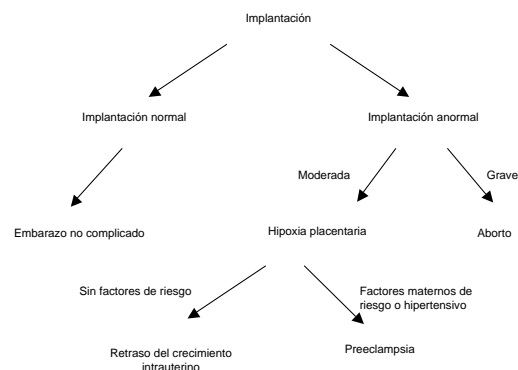 Implantación
Implantación normal
Implantación anormal
Moderada
Grave
Embarazo no complicado
Hipoxia placentaria
Aborto
Sin factores de riesgo
Factores maternos de
riesgo o hipertensivo
Retraso del crecimiento
intrauterino
Preeclampsia